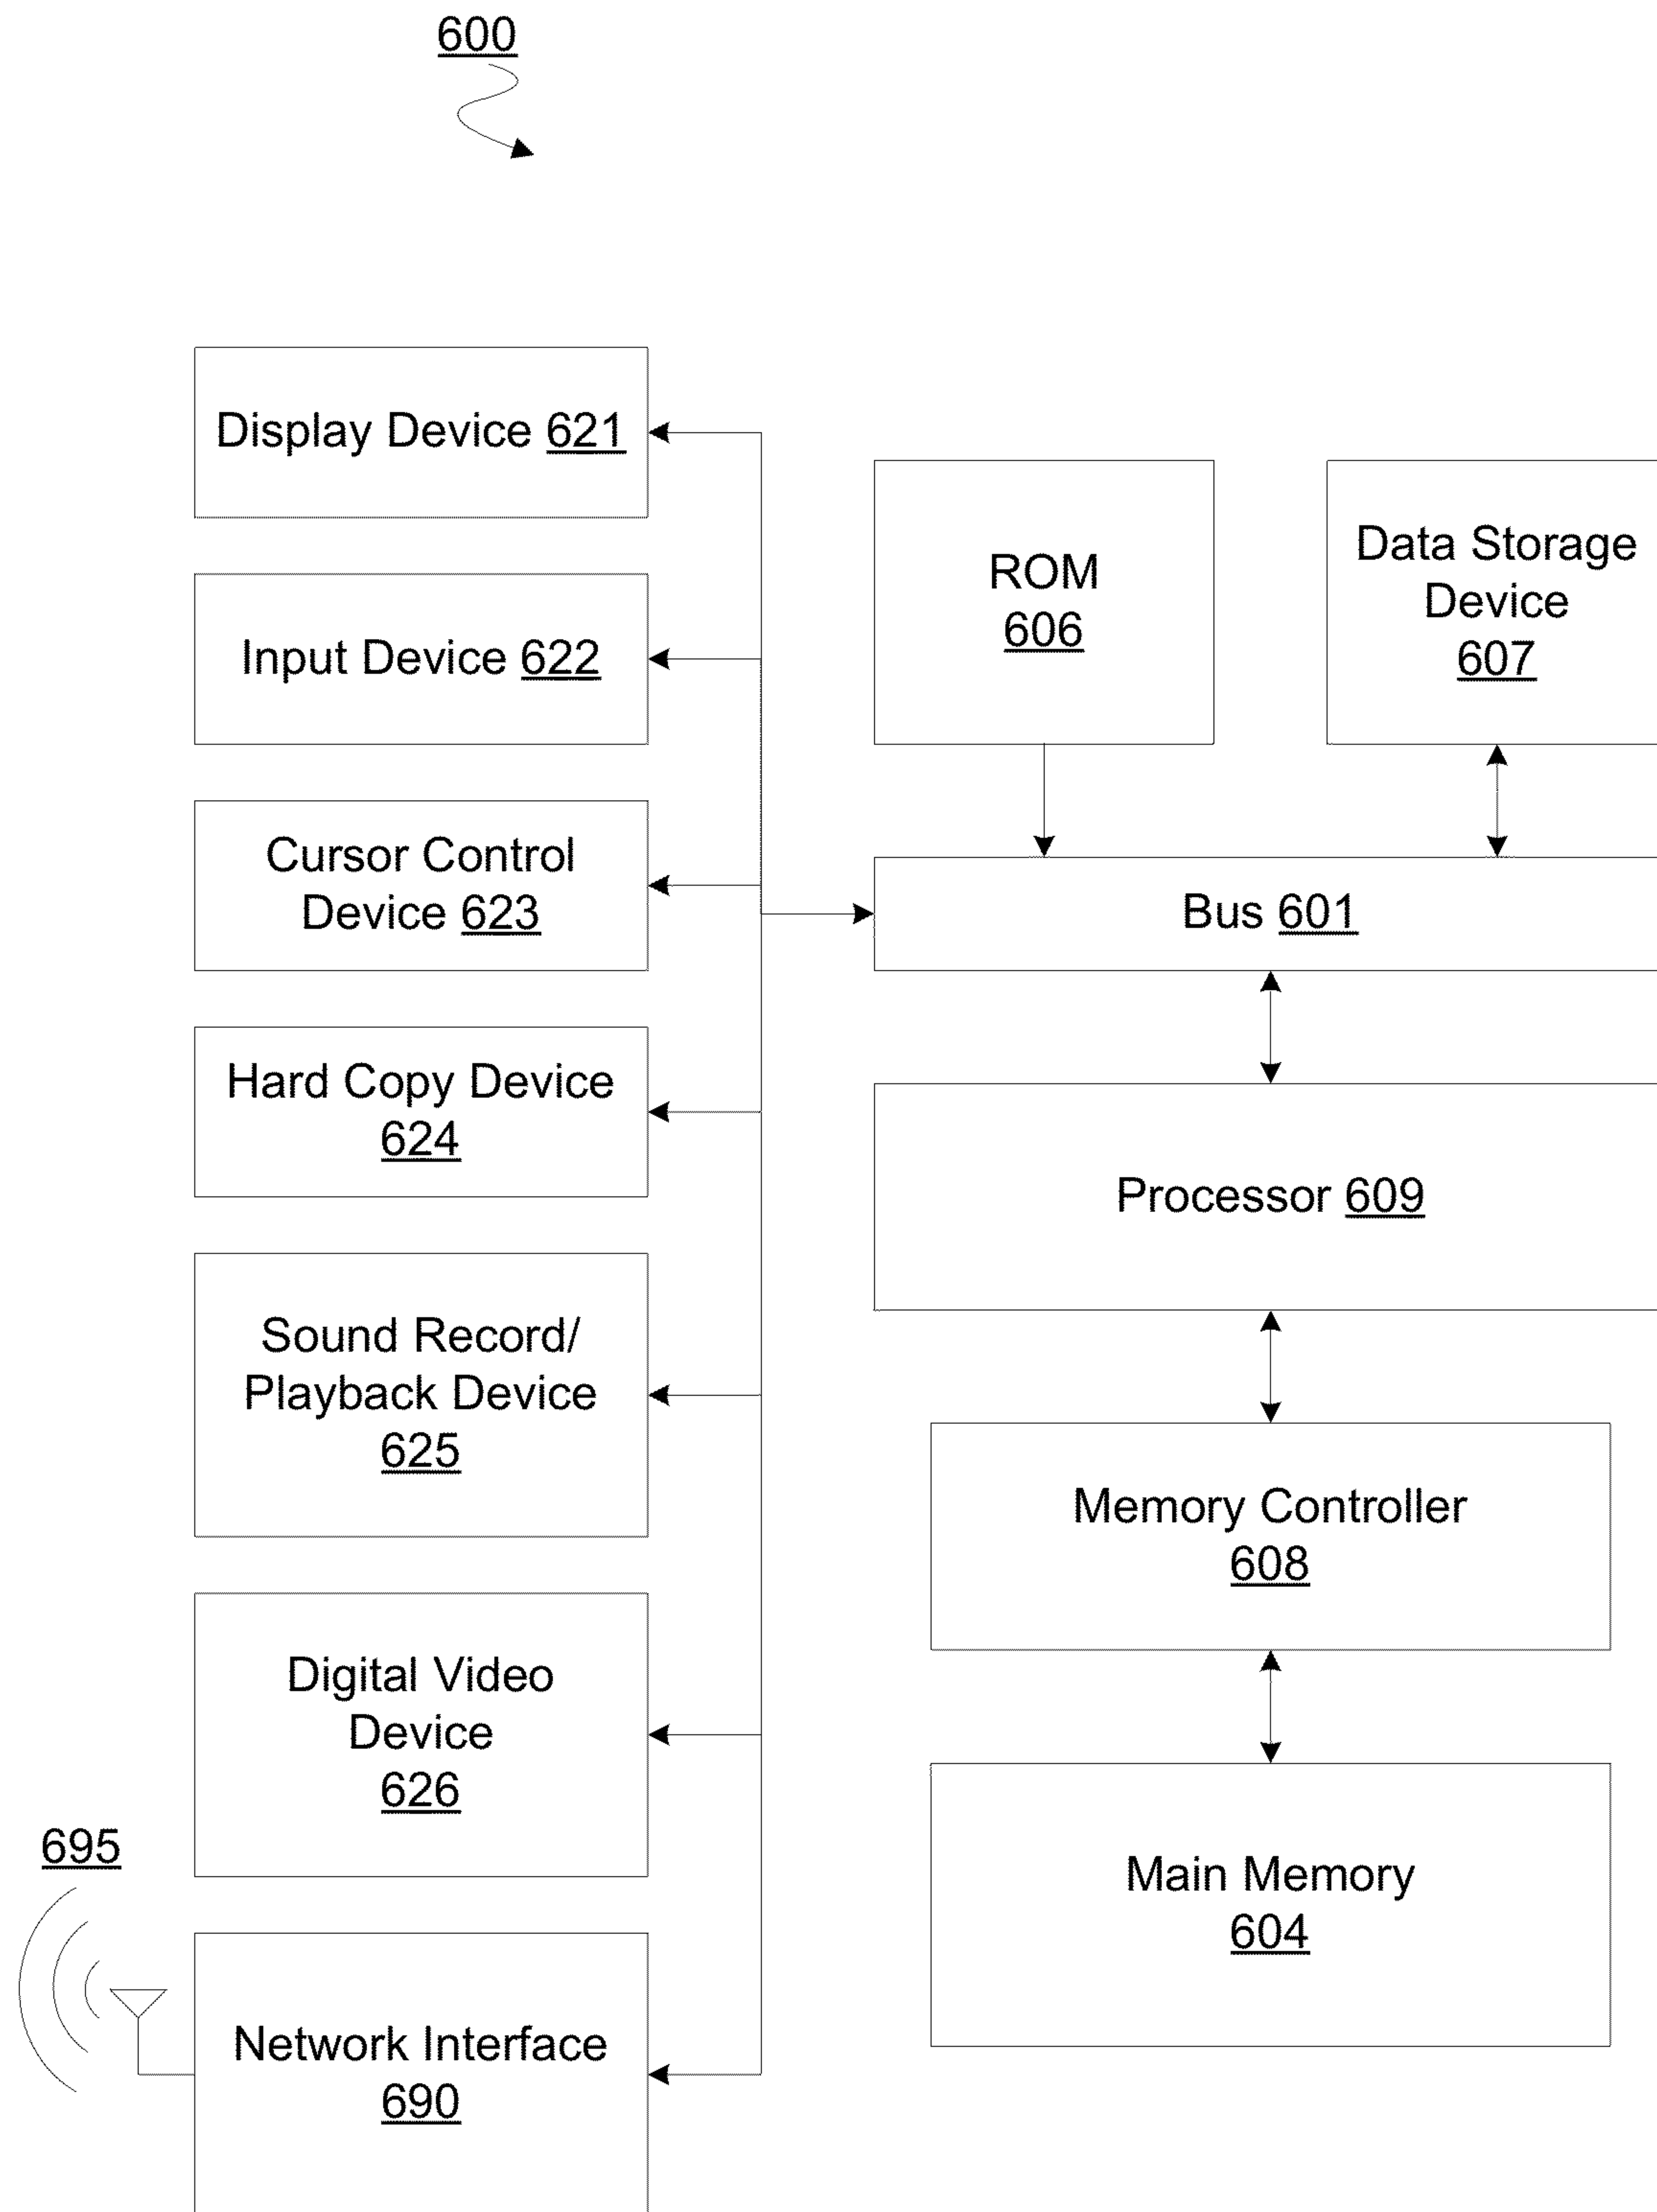 600
Display Device 621
Input Device 622
Cursor Control
Device 623
Hard Copy Device
624
Sound Record/
Playback Device
625
Digital Video
Device
626
695
Network Interface
690
ROM
606
Data Storage
Device
607
Bus 601
Processor 609
Memory Controller
608
Main Memory
604